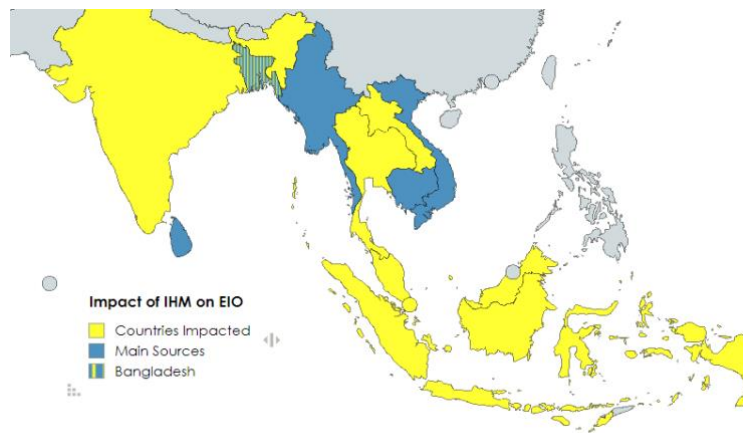 Impact of IHM on EIO
Countries Impacted
Main Sources
Bangladesh